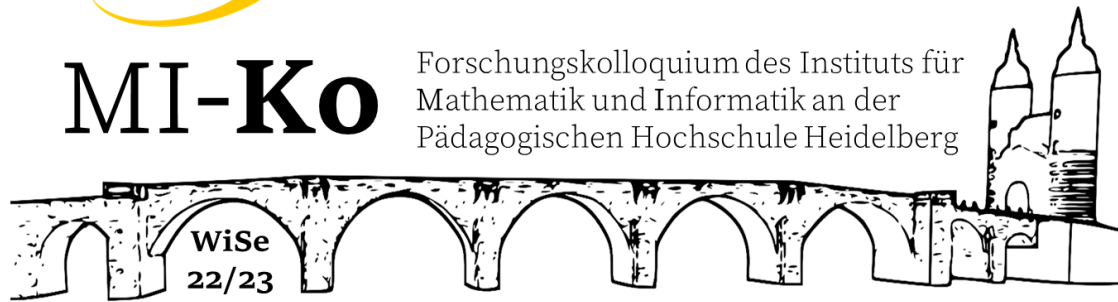 MI-Ko
Forschungskolloquium des Instituts für
Mathematik und Informatik an der
Pädagogischen Hochschule Heidelberg
WiSe
22/23